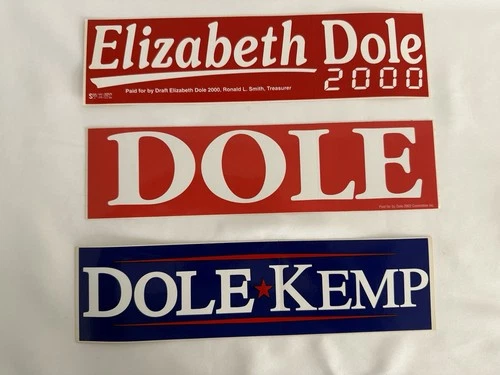 Elizabeth Dole
2000
Paid for by Draft Elizabeth Dole 2000, Ronald L. Smith, Treasurer
DOLE
DOLE KEMP